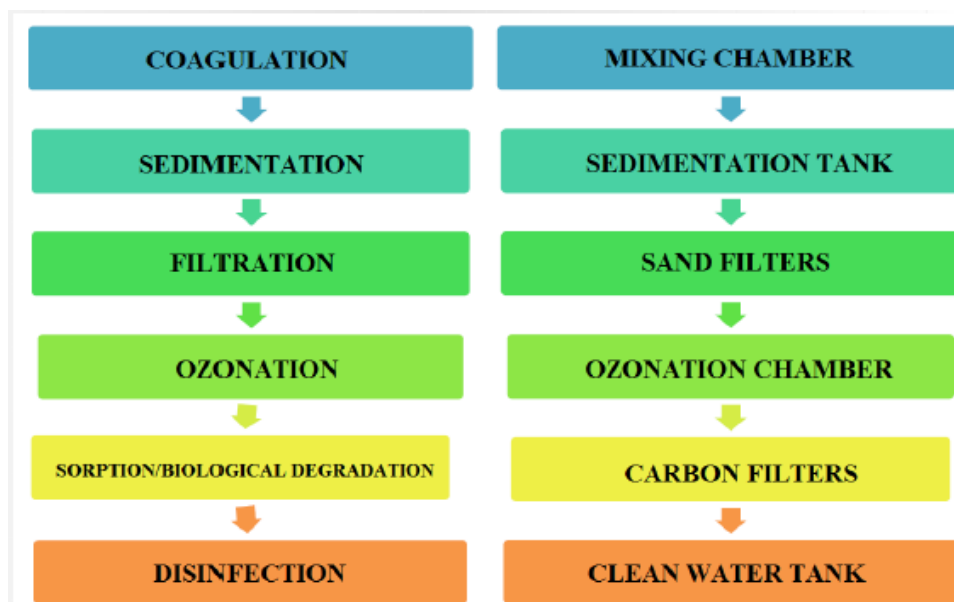 COAGULATION
MIXING CHAMBER
SEDIMENTATION
SEDIMENTATION TANK
FILTRATION
SAND FILTERS
OZONATION
OZONATION CHAMBER
SORPTION/BIOLOGICAL DEGRADATION
CARBON FILTERS
DISINFECTION
CLEAN WATER TANK